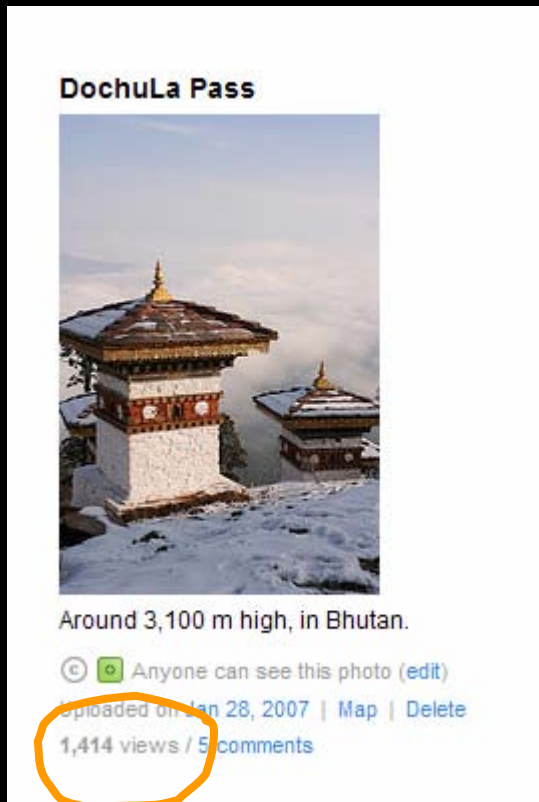 DochuLa Pass
Around 3,100 m high, in Bhutan.
© Anyone can see this photo (edit)
Uploaded on Jan 28, 2007 | Map | Delete
1,414 views / 5 comments